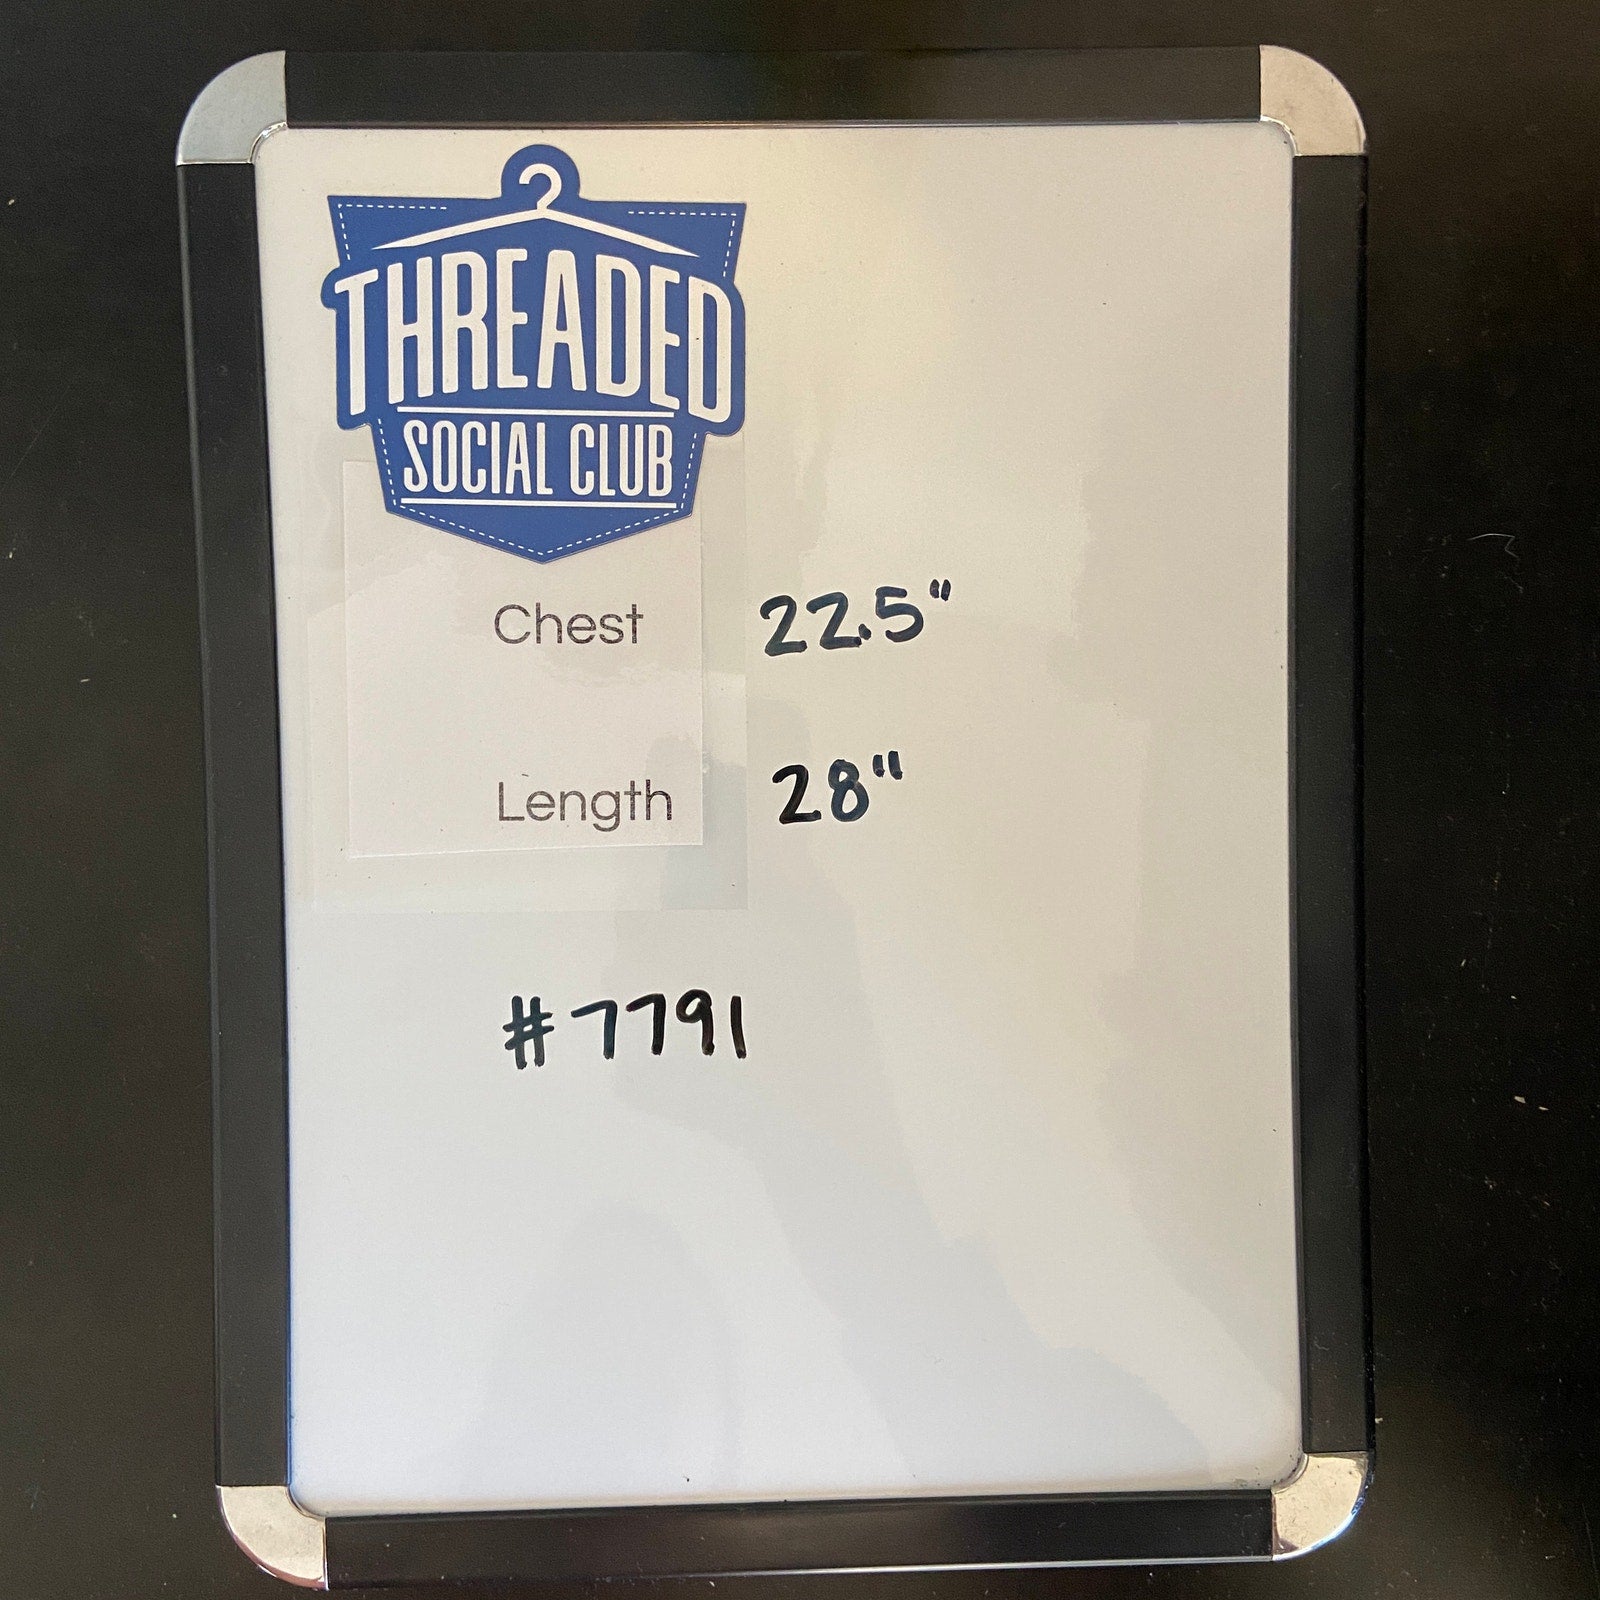 THREADED
SOCIAL CLUB
Chest 22.5"
Length 28"
#7791